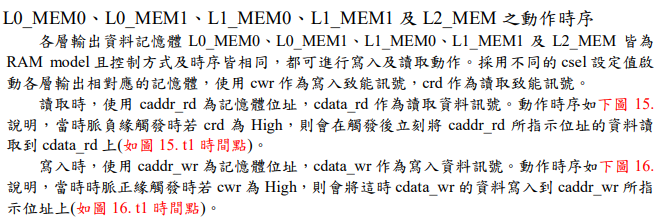 L0_MEM0、L0_MEM1、L1_MEM0、L1_MEM1 及 L2_MEM 之動作時序
各層輸出資料記憶體 L0_MEM0、L0_MEM1、L1_MEM0、L1_MEM1 及 L2_MEM 皆為
RAM model 且控制方式及時序皆相同，都可進行寫入及讀取動作。採用不同的 csel 設定值啟
動各層輸出相對應的記憶體，使用 cwr 作為寫入致能訊號，crd 作為讀取致能訊號。
讀取時，使用 caddr_rd 為記憶體位址，cdata_rd 作為讀取資料訊號。動作時序如下圖 15.
說明，當時脈負緣觸發時若 crd 為 High，則會在觸發後立刻將 caddr_rd 所指示位址的資料讀
取到 cdata_rd 上(如圖 15. t1 時間點)。
寫入時，使用 caddr_wr 為記憶體位址，cdata_wr 作為寫入資料訊號。動作時序如下圖 16.
說明，當時時脈正緣觸發時若 cwr 為 High，則會將這時 cdata_wr 的資料寫入到 caddr_wr 所指
示位址上(如圖 16. t1 時間點)。